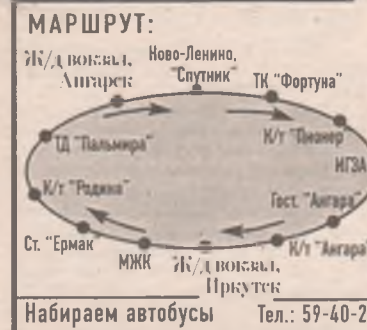 МАРШРУТ:
Ж/д вокзал,
Ангарск
Ново-Ленино,
"Спутник"
ТК "Фортуна"
К/т "Пионер
ИГЗА
Гост. "Ангара"
К/т "Ангара"
Ж/д вокзал,
Иркутск
МЖК
Ст. "Ермак
К/т "Родина"
ТД "Пальмира"
Набираем автобусы Тел.: 59-40-2